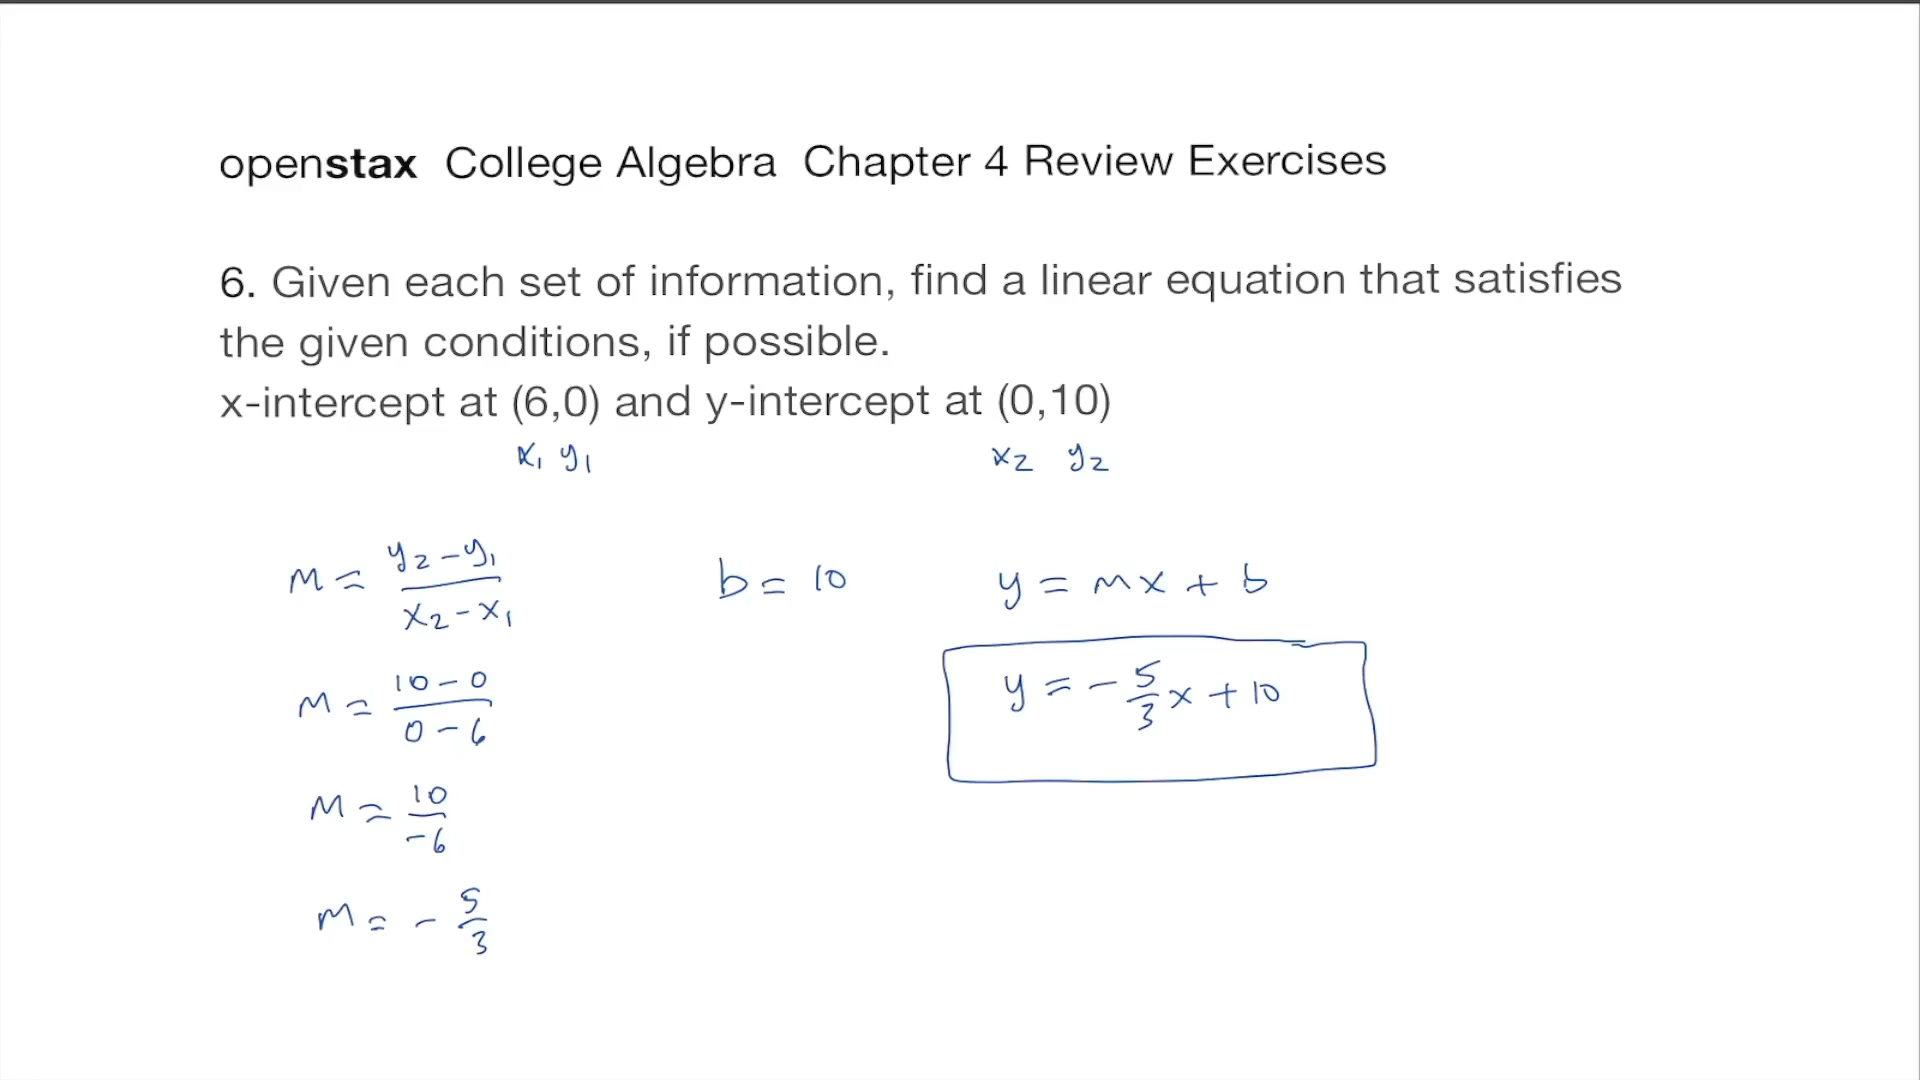 openstax College Algebra Chapter 4 Review Exercises
6. Given each set of information, find a linear equation that satisfies
the given conditions, if possible.
x-intercept at (6,0) and y-intercept at (0,10)
x₁ y₁ x₂ y₂
m = (y₂ - y₁)/(x₂ - x₁)
m = (10 - 0)/(0 - 6)
m = 10/-6
m = - 5/3
b = 10
y = mx + b
y = - 5/3 x + 10